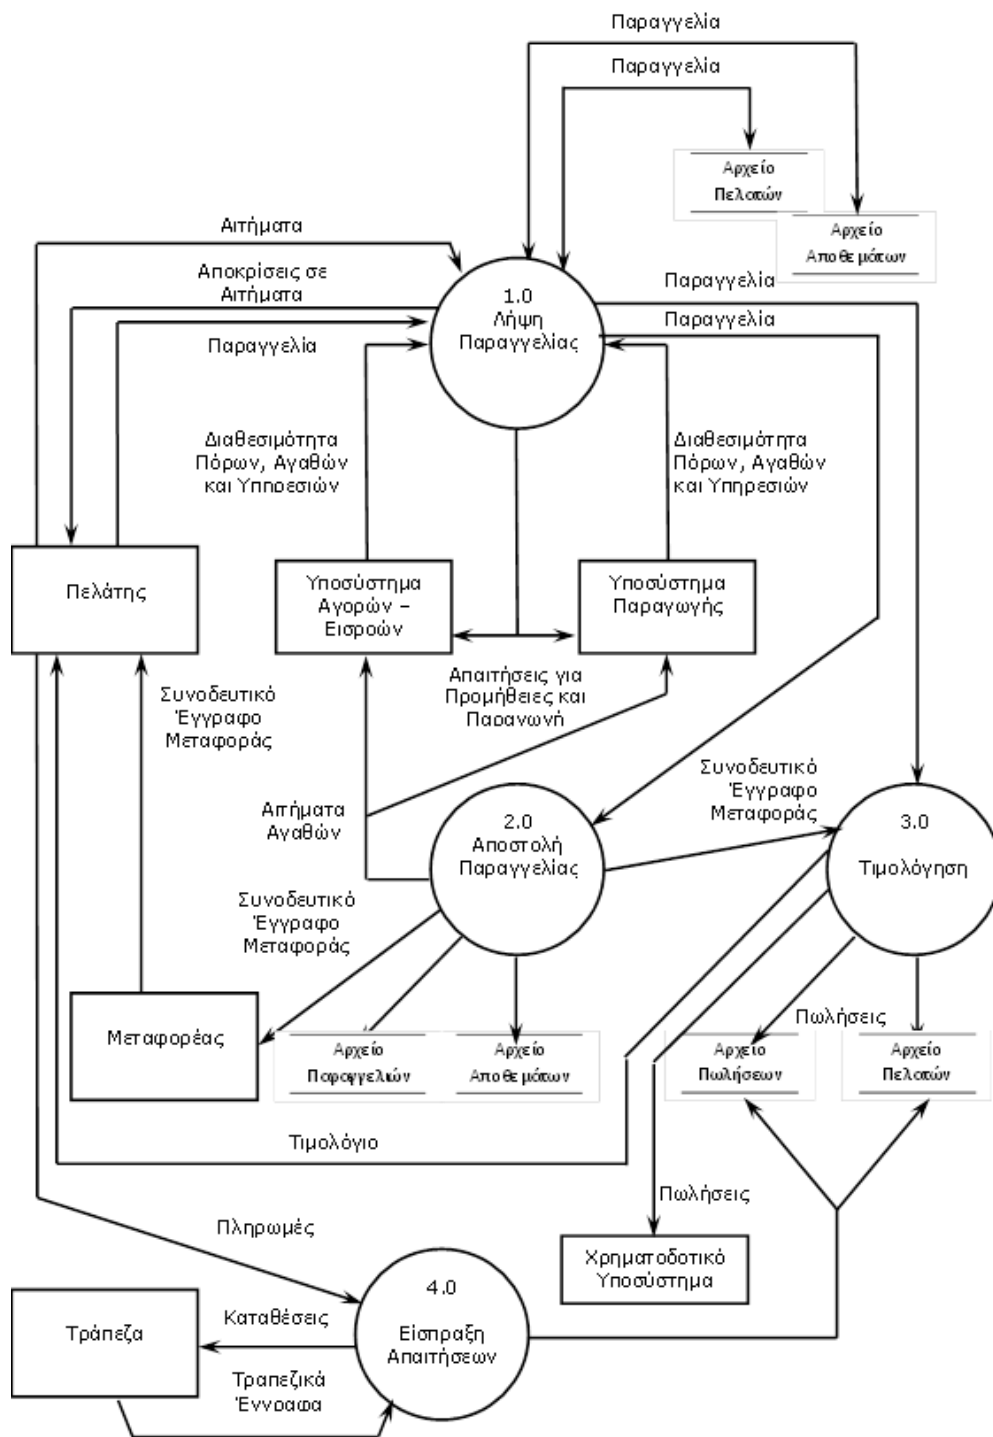 Παραγγελία
Παραγγελία
Αρχείο
Πελατών
Αρχείο
Αποθεμάτων
Αιτήματα
Αποκρίσεις σε
Αιτήματα
Παραγγελία
1.0
Λήψη
Παραγγελίας
Παραγγελία
Παραγγελία
Διαθεσιμότητα
Πόρων, Αγαθών
και Υπηρεσιών
Διαθεσιμότητα
Πόρων, Αγαθών
και Υπηρεσιών
Πελάτης
Υποσύστημα
Αγορών –
Εισροών
Υποσύστημα
Παραγωγής
Απαιτήσεις για
Προμήθειες και
Παραγωγή
Συνοδευτικό
Έγγραφο
Μεταφοράς
Αιτήματα
Αγαθών
2.0
Αποστολή
Παραγγελίας
Συνοδευτικό
Έγγραφο
Μεταφοράς
3.0
Τιμολόγηση
Συνοδευτικό
Έγγραφο
Μεταφοράς
Μεταφορέας
Αρχείο
Παραγγελιών
Αρχείο
Αποθεμάτων
Πωλήσεις
Αρχείο
Πωλήσεων
Αρχείο
Πελατών
Τιμολόγιο
Πωλήσεις
Πληρωμές
Χρηματοδοτικό
Υποσύστημα
4.0
Είσπραξη
Απαιτήσεων
Τράπεζα
Καταθέσεις
Τραπεζικά
Έγγραφα